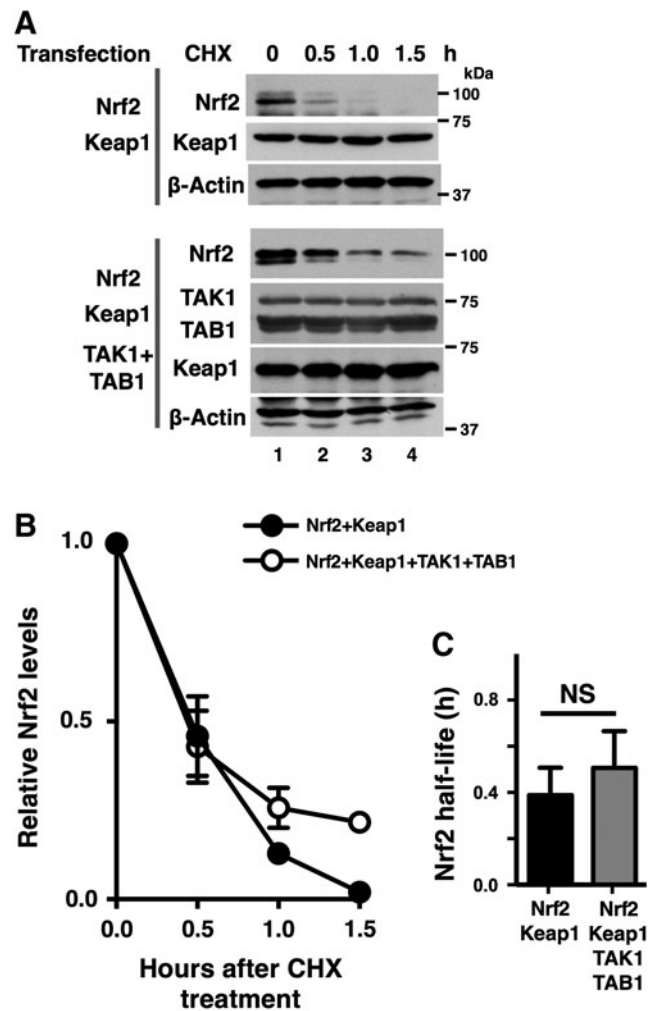 A
Transfection CHX 0 0.5 1.0 1.5 h
kDa
Nrf2
Keap1
Nrf2
100
75
Keap1
β-Actin
37
Nrf2
Keap1
TAK1+
TAB1
Nrf2
100
TAK1
75
TAB1
75
Keap1
β-Actin
37
1 2 3 4
B
Nrf2+Keap1
Nrf2+Keap1+TAK1+TAB1
Relative Nrf2 levels
1.0
0.5
0.0
0.0 0.5 1.0 1.5
Hours after CHX
treatment
C
NS
Nrf2 half-life (h)
0.8
0.4
0.0
Nrf2
Keap1
Nrf2
Keap1
TAK1
TAB1